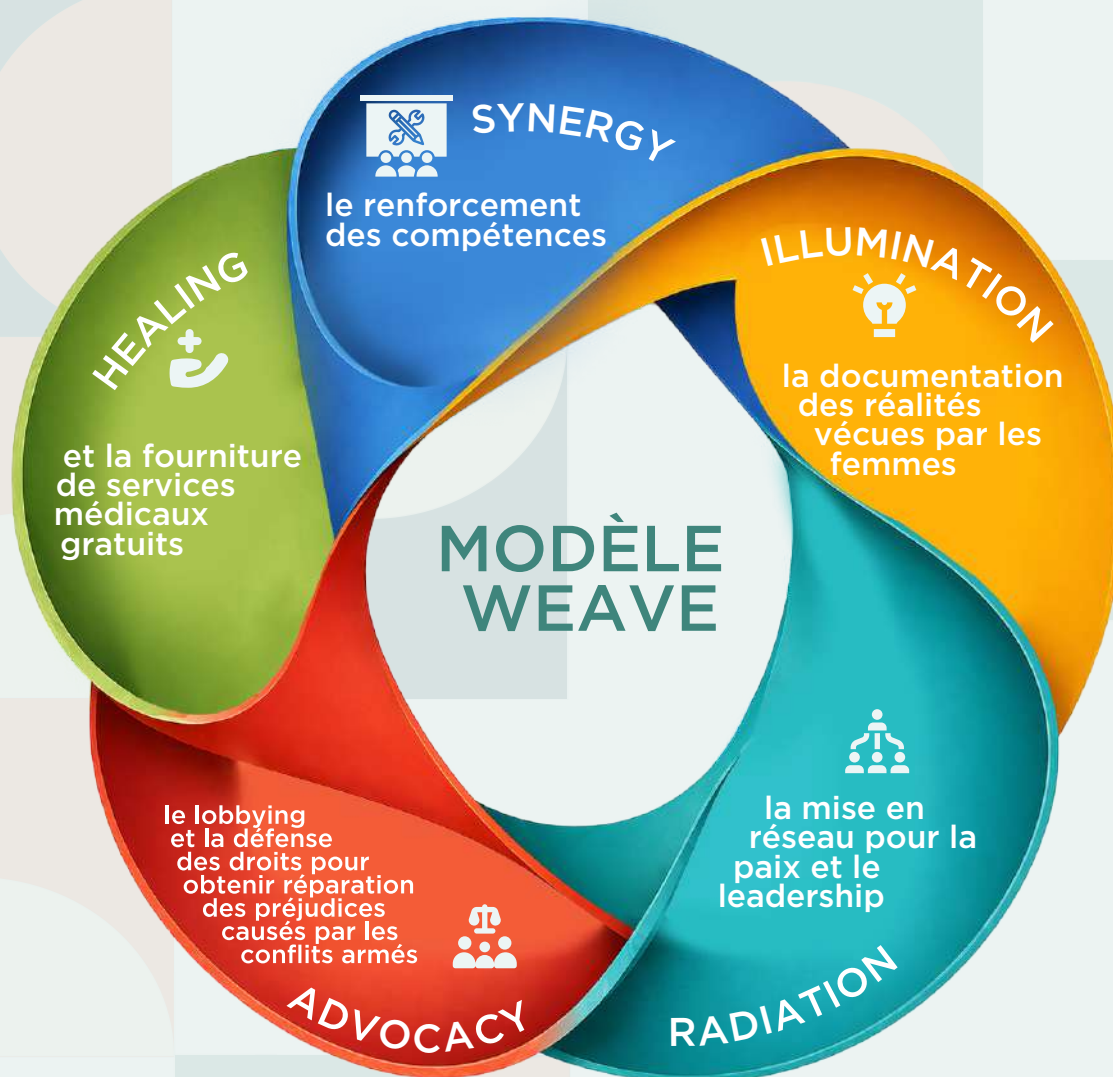 SYNERGY
le renforcement
des compétences
ILLUMINATION
la documentation
des réalités
vécues par les
femmes
RADIATION
la mise en
réseau pour la
paix et le
leadership
ADVOCACY
le lobbying
et la défense
des droits pour
obtenir réparation
des préjudices
causés par les
conflits armés
HEALING
et la fourniture
de services
médicaux
gratuits
MODÈLE
WEAVE